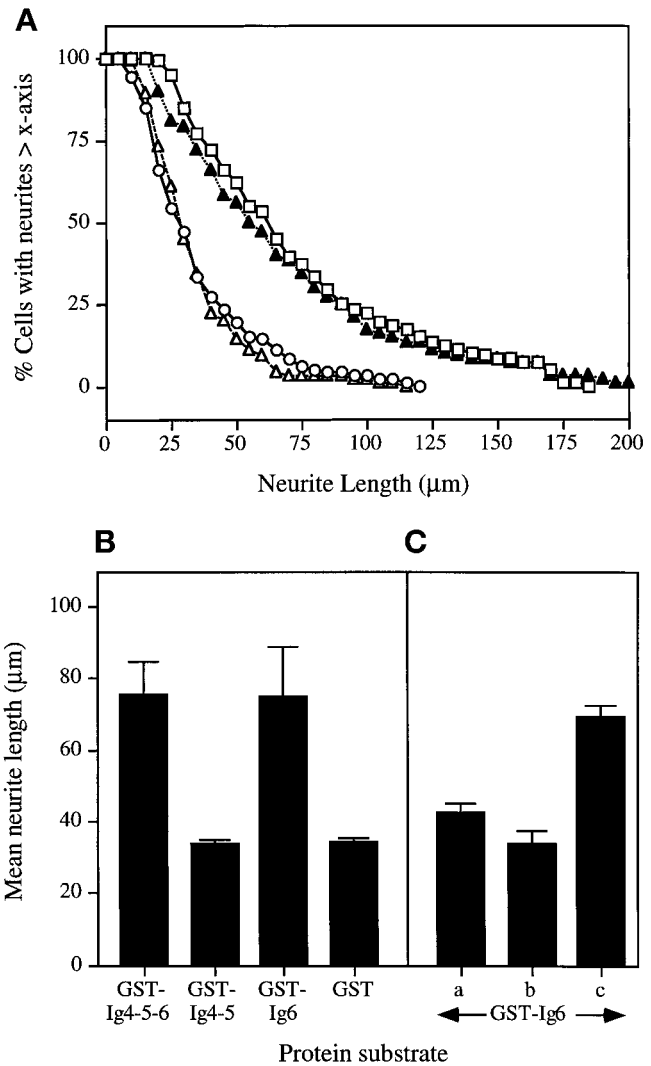 A
% Cells with neurites > x-axis
100
75
50
25
0
0 25 50 75 100 125 150 175 200
Neurite Length (μm)
B
C
Mean neurite length (μm)
100
80
60
40
20
0
GST- GST- GST- GST a b c
Ig4-5-6 Ig4-5 Ig6 GST-Ig6
Protein substrate